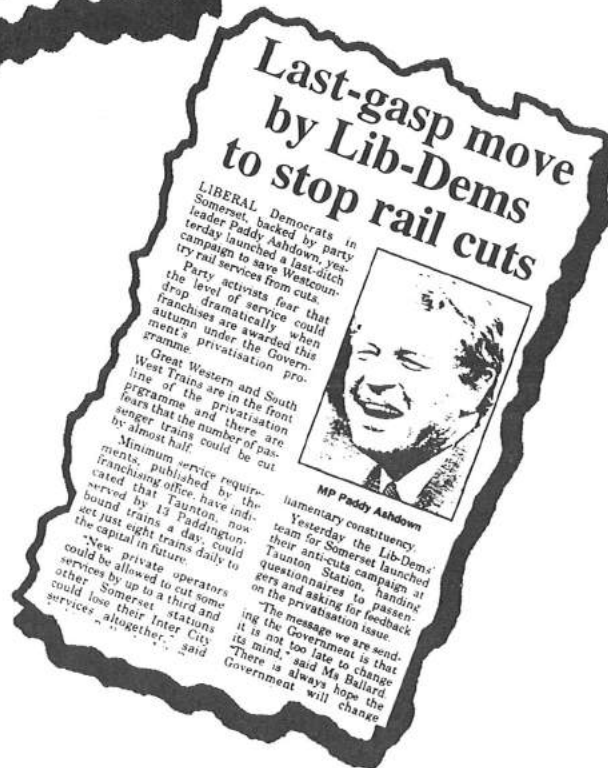 Last-gasp move
by Lib-Dems
to stop rail cuts
LIBERAL Democrats in
Somerset, backed by party
leader Paddy Ashdown, yes-
terday launched a last-ditch
campaign to save Westcoun-
try rail services from cuts.
Party activists fear that
the level of service could
drop dramatically when
franchises are awarded this
autumn under the Govern-
ment's privatisation pro-
gramme.
Great Western and South
West Trains are in the front
line of the privatisation
prgramme and there are
fears that the number of pas-
senger trains could be cut
by almost half.
Minimum service require-
ments, published by the
franchising office, have indi-
cated that Taunton, now
served by 13 Paddington-
bound trains a day, could
get just eight trains daily to
the capital in future.
"New private operators
could be allowed to cut some
services by up to a third and
other Somerset stations
could lose their Inter City
services altogether," said
MP Paddy Ashdown
liamentary constituency.
Yesterday the Lib-Dems'
team for Somerset launched
their anti-cuts campaign at
Taunton Station, handing
questionnaires to passen-
gers and asking for feedback
on the privatisation issue.
"The message we are send-
ing the Government is that
it is not too late to change
its mind," said Ms Ballard.
"There is always hope the
Government will change